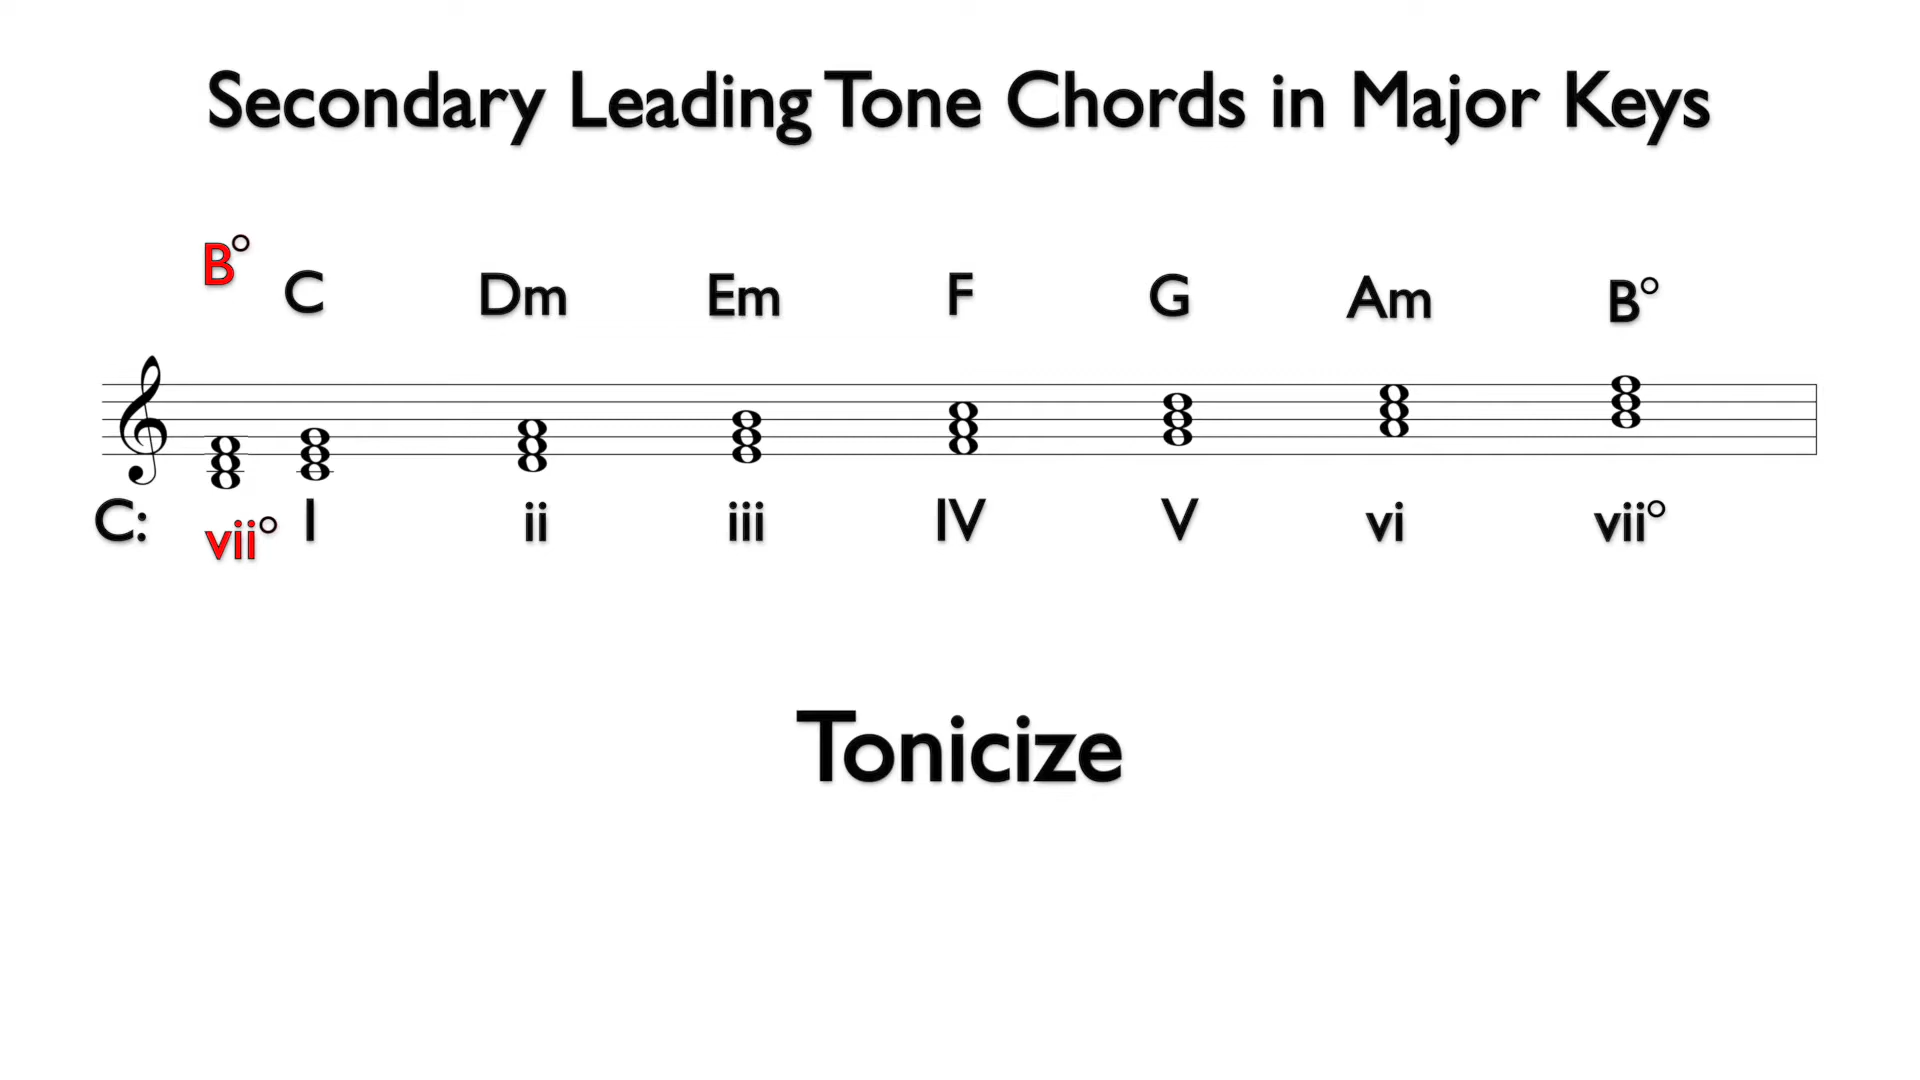 Secondary Leading Tone Chords in Major Keys
B° C Dm Em F G Am B°
C: vii° I ii iii IV V vi vii°
Tonicize